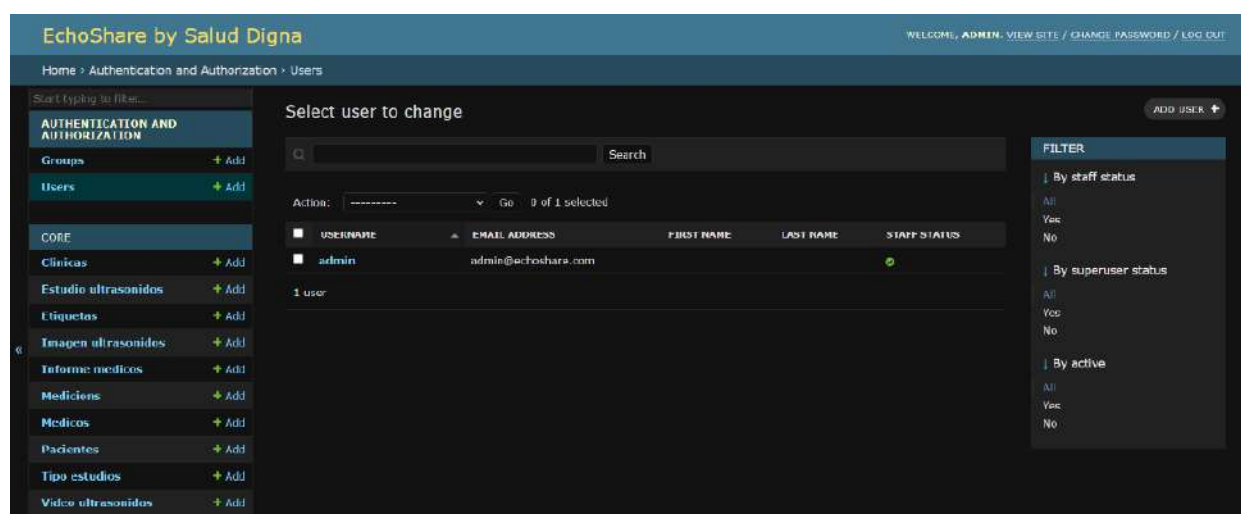 EchoShare by Salud Digna
WELCOME, ADMIN. VIEW SITE / CHANGE PASSWORD / LOG OUT
Home › Authentication and Authorization › Users
Start typing to filter...
AUTHENTICATION AND
AUTHORIZATION
Groups + Add
Users + Add
CORE
Clinicas + Add
Estudio ultrasonidos + Add
Etiquetas + Add
Imagen ultrasonidos + Add
Informe medicos + Add
Medicions + Add
Medicos + Add
Pacientes + Add
Tipo estudios + Add
Video ultrasonidos + Add
«
Select user to change
ADD USER +
Search
Action: --------- Go 0 of 1 selected
USERNAME EMAIL ADDRESS FIRST NAME LAST NAME STAFF STATUS
admin admin@echoshare.com
1 user
FILTER
↓ By staff status
All
Yes
No
↓ By superuser status
All
Yes
No
↓ By active
All
Yes
No